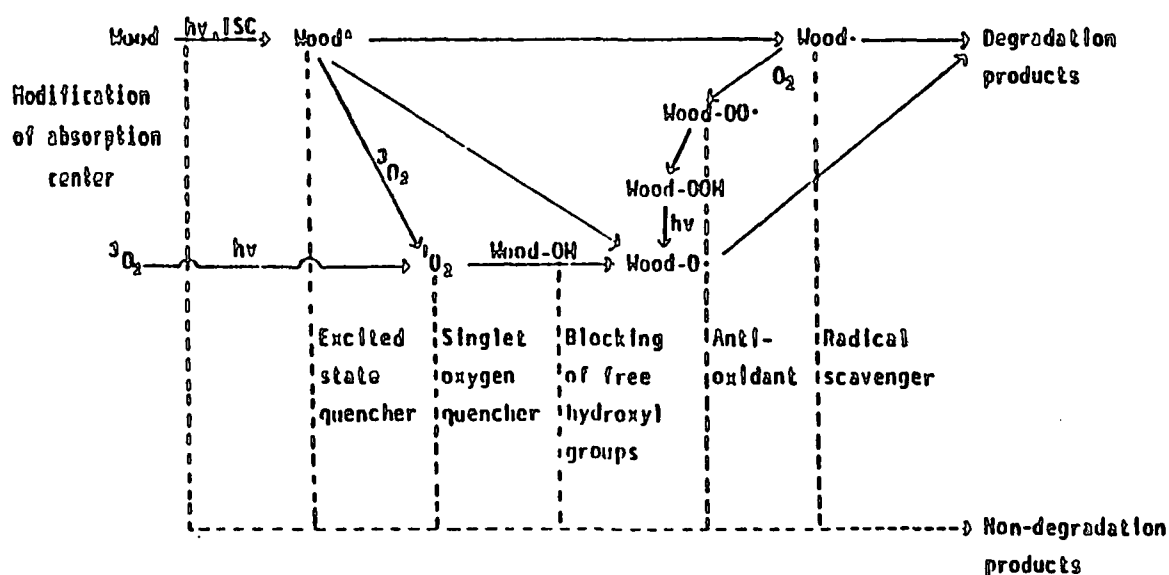 Wood hν,ISC Wood* Wood· Degradation
products
O₂
Modification
of absorption
center
Wood-OO·
³O₂
Wood-OOH
hν
³O₂ hν ¹O₂ Wood-OH Wood-O·
Excited
state
quencher
Singlet
oxygen
quencher
Blocking
of free
hydroxyl
groups
Anti-
oxidant
Radical
scavenger
Non-degradation
products